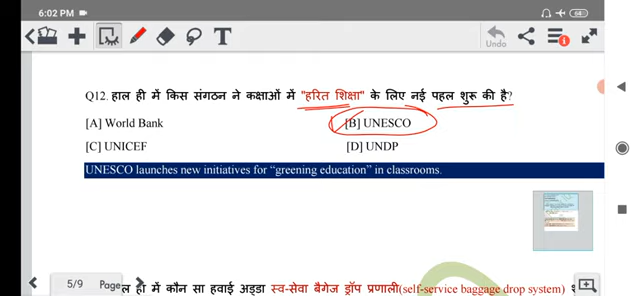 6:02 PM
64
T
Undo
Q12. हाल ही में किस संगठन ने कक्षाओं में "हरित शिक्षा" के लिए नई पहल शुरू की है?
[A] World Bank [B] UNESCO
[C] UNICEF [D] UNDP
UNESCO launches new initiatives for "greening education" in classrooms.
5/9 Page
ल ही में कौन सा हवाई अड्डा स्व-सेवा बैगेज ड्रॉप प्रणाली(self-service baggage drop system)